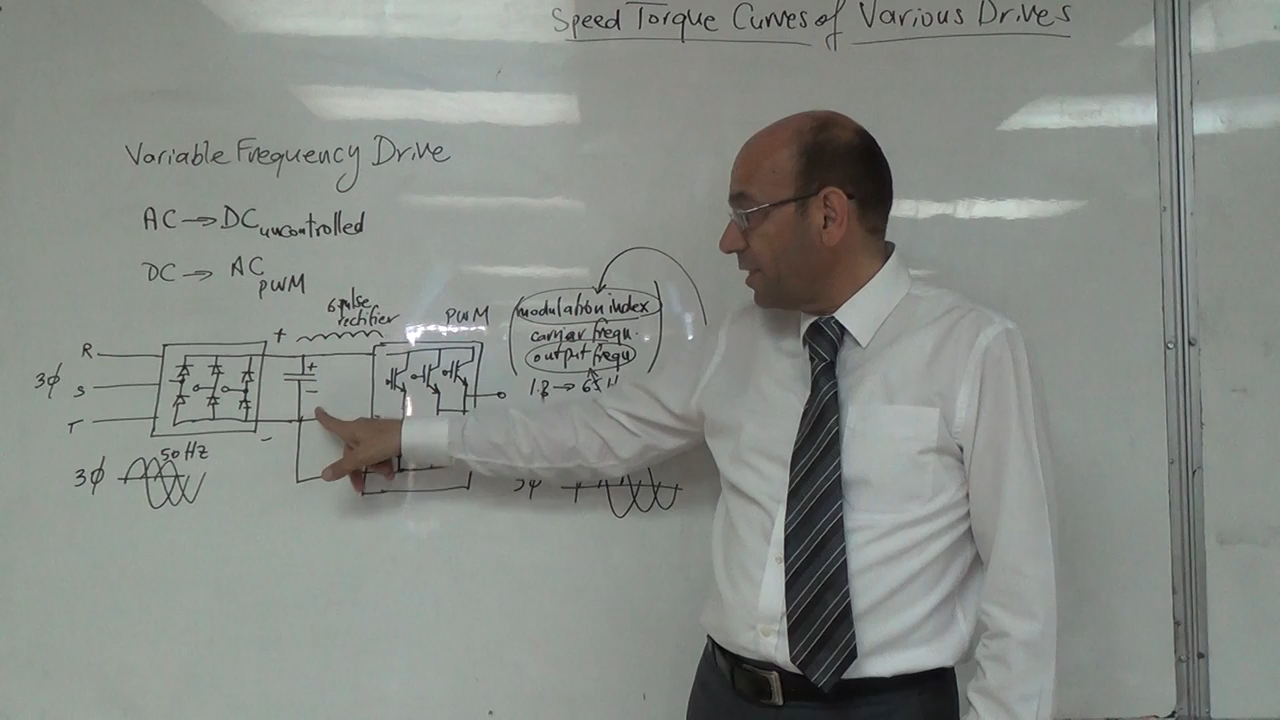 Speed Torque Curves of Various Drives
Variable Frequency Drive
AC → DC uncontrolled
DC → AC PWM
6 pulse rectifier
PWM
modulation index
carrier frequ.
output frequ
+
R
3φ S
T
+
-
50 Hz
3φ